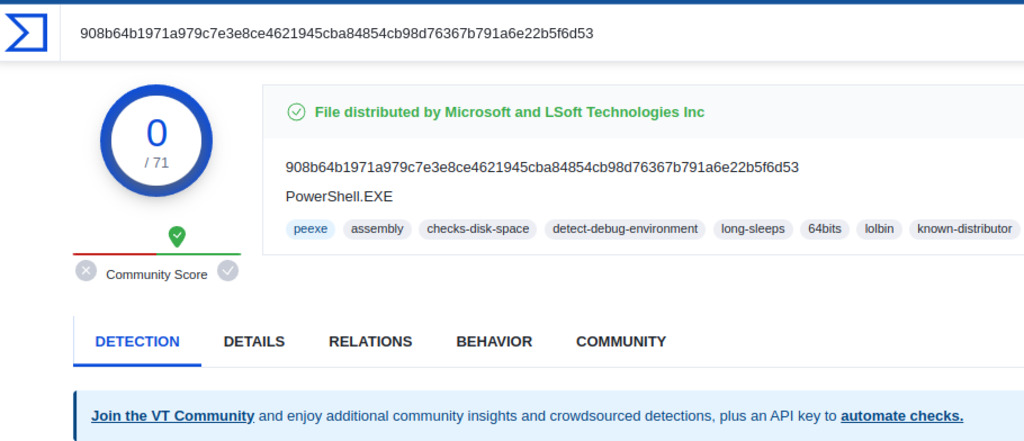 908b64b1971a979c7e3e8ce4621945cba84854cb98d76367b791a6e22b5f6d53
0
/ 71
File distributed by Microsoft and LSoft Technologies Inc
908b64b1971a979c7e3e8ce4621945cba84854cb98d76367b791a6e22b5f6d53
PowerShell.EXE
peexe assembly checks-disk-space detect-debug-environment long-sleeps 64bits lolbin known-distributor
Community Score
DETECTION DETAILS RELATIONS BEHAVIOR COMMUNITY
Join the VT Community and enjoy additional community insights and crowdsourced detections, plus an API key to automate checks.